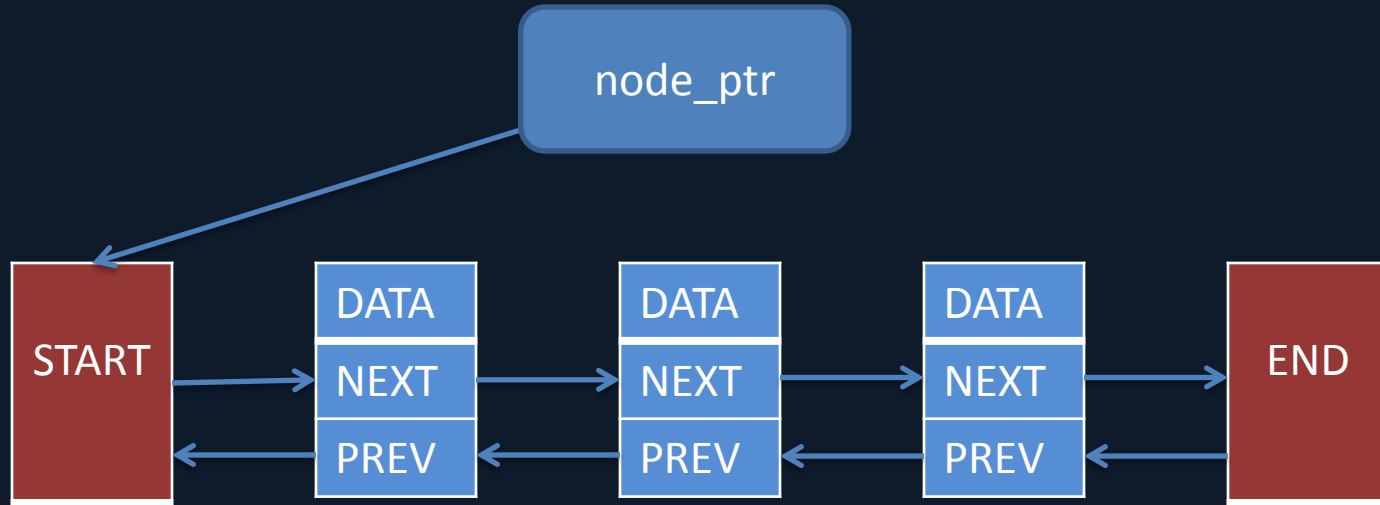 node_ptr
START
DATA
NEXT
PREV
DATA
NEXT
PREV
DATA
NEXT
PREV
END